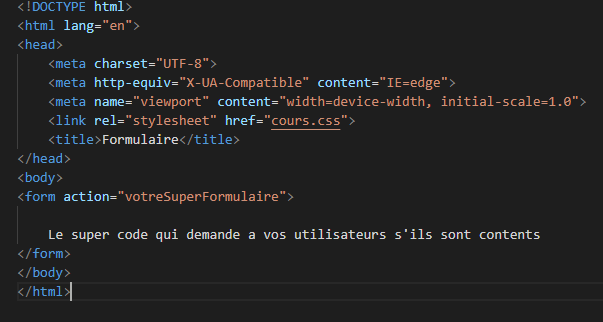 <!DOCTYPE html>
<html lang="en">
<head>
    <meta charset="UTF-8">
    <meta http-equiv="X-UA-Compatible" content="IE=edge">
    <meta name="viewport" content="width=device-width, initial-scale=1.0">
    <link rel="stylesheet" href="cours.css">
    <title>Formulaire</title>
</head>
<body>
<form action="votreSuperFormulaire">
    Le super code qui demande a vos utilisateurs s'ils sont contents
</form>
</body>
</html>